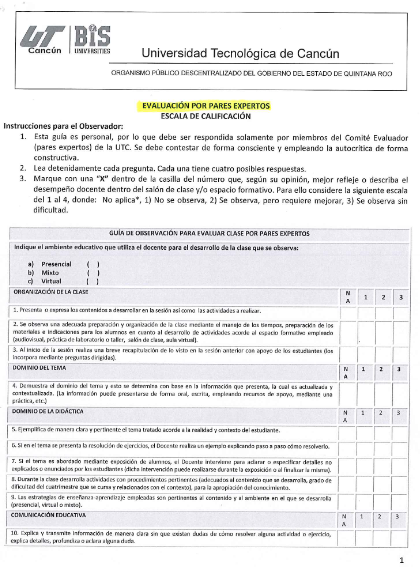 UT BIS
Cancún UNIVERSITIES
Universidad Tecnológica de Cancún
ORGANISMO PÚBLICO DESCENTRALIZADO DEL GOBIERNO DEL ESTADO DE QUINTANA ROO
EVALUACIÓN POR PARES EXPERTOS
ESCALA DE CALIFICACIÓN
Instrucciones para el Observador:
1. Esta guía es personal, por lo que debe ser respondida solamente por miembros del Comité Evaluador
(pares expertos) de la UTC. Se debe contestar de forma consciente y empleando la autocrítica de forma
constructiva.
2. Lea detenidamente cada pregunta. Cada una tiene cuatro posibles respuestas.
3. Marque con una "X" dentro de la casilla del número que, según su opinión, mejor refleje o describa el
desempeño docente dentro del salón de clase y/o espacio formativo. Para ello considere la siguiente escala
del 1 al 4, donde: No aplica*, 1) No se observa, 2) Se observa, pero requiere mejorar, 3) Se observa sin
dificultad.
GUÍA DE OBSERVACIÓN PARA EVALUAR CLASE POR PARES EXPERTOS
Indique el ambiente educativo que utiliza el docente para el desarrollo de la clase que se observa:
a) Presencial ( )
b) Mixto ( )
c) Virtual ( )
ORGANIZACIÓN DE LA CLASE N A 1 2 3
1. Presenta o expresa los contenidos a desarrollar en la sesión así como las actividades a realizar.
2. Se observa una adecuada preparación y organización de la clase mediante el manejo de los tiempos, preparación de los
materiales e indicaciones para los alumnos en cuanto al desarrollo de actividades acorde al espacio formativo empleado
(audiovisual, práctica de laboratorio o taller, salón de clase, aula virtual).
3. Al inicio de la sesión realiza una breve recapitulación de lo visto en la sesión anterior con apoyo de los estudiantes (los
incorpora mediante preguntas dirigidas).
DOMINIO DEL TEMA N A 1 2 3
4. Demuestra el dominio del tema y esto se determina con base en la información que presenta, la cual es actualizada y
contextualizada. (La información puede presentarse de forma oral, escrita, empleando recursos de apoyo, mediante una
práctica, etc.)
DOMINIO DE LA DIDÁCTICA N A 1 2 3
5. Ejemplifica de manera clara y pertinente el tema tratado acorde a la realidad y contexto del estudiante.
6. Si en el tema se presenta la resolución de ejercicios, el Docente realiza un ejemplo explicando paso a paso cómo resolverlo.
7. Si el tema es abordado mediante exposición de alumnos, el Docente interviene para aclarar o especificar detalles no
explicados o enunciados por los estudiantes (dicha intervención puede realizarse durante la exposición o al finalizar la misma).
8. Durante la clase desarrolla actividades con procedimientos pertinentes (adecuados al contenido que se desarrolla, grado de
dificultad del cuatrimestre que se cursa y relacionados con el contexto), para la apropiación del conocimiento.
9. Las estrategias de enseñanza-aprendizaje empleadas son pertinentes al contenido y el ambiente en el que se desarrolla
(presencial, virtual o mixto).
COMUNICACIÓN EDUCATIVA N A 1 2 3
10. Explica y transmite información de manera clara sin que existan dudas de cómo resolver alguna actividad o ejercicio,
explica detalles, profundiza o aclara alguna duda.
1